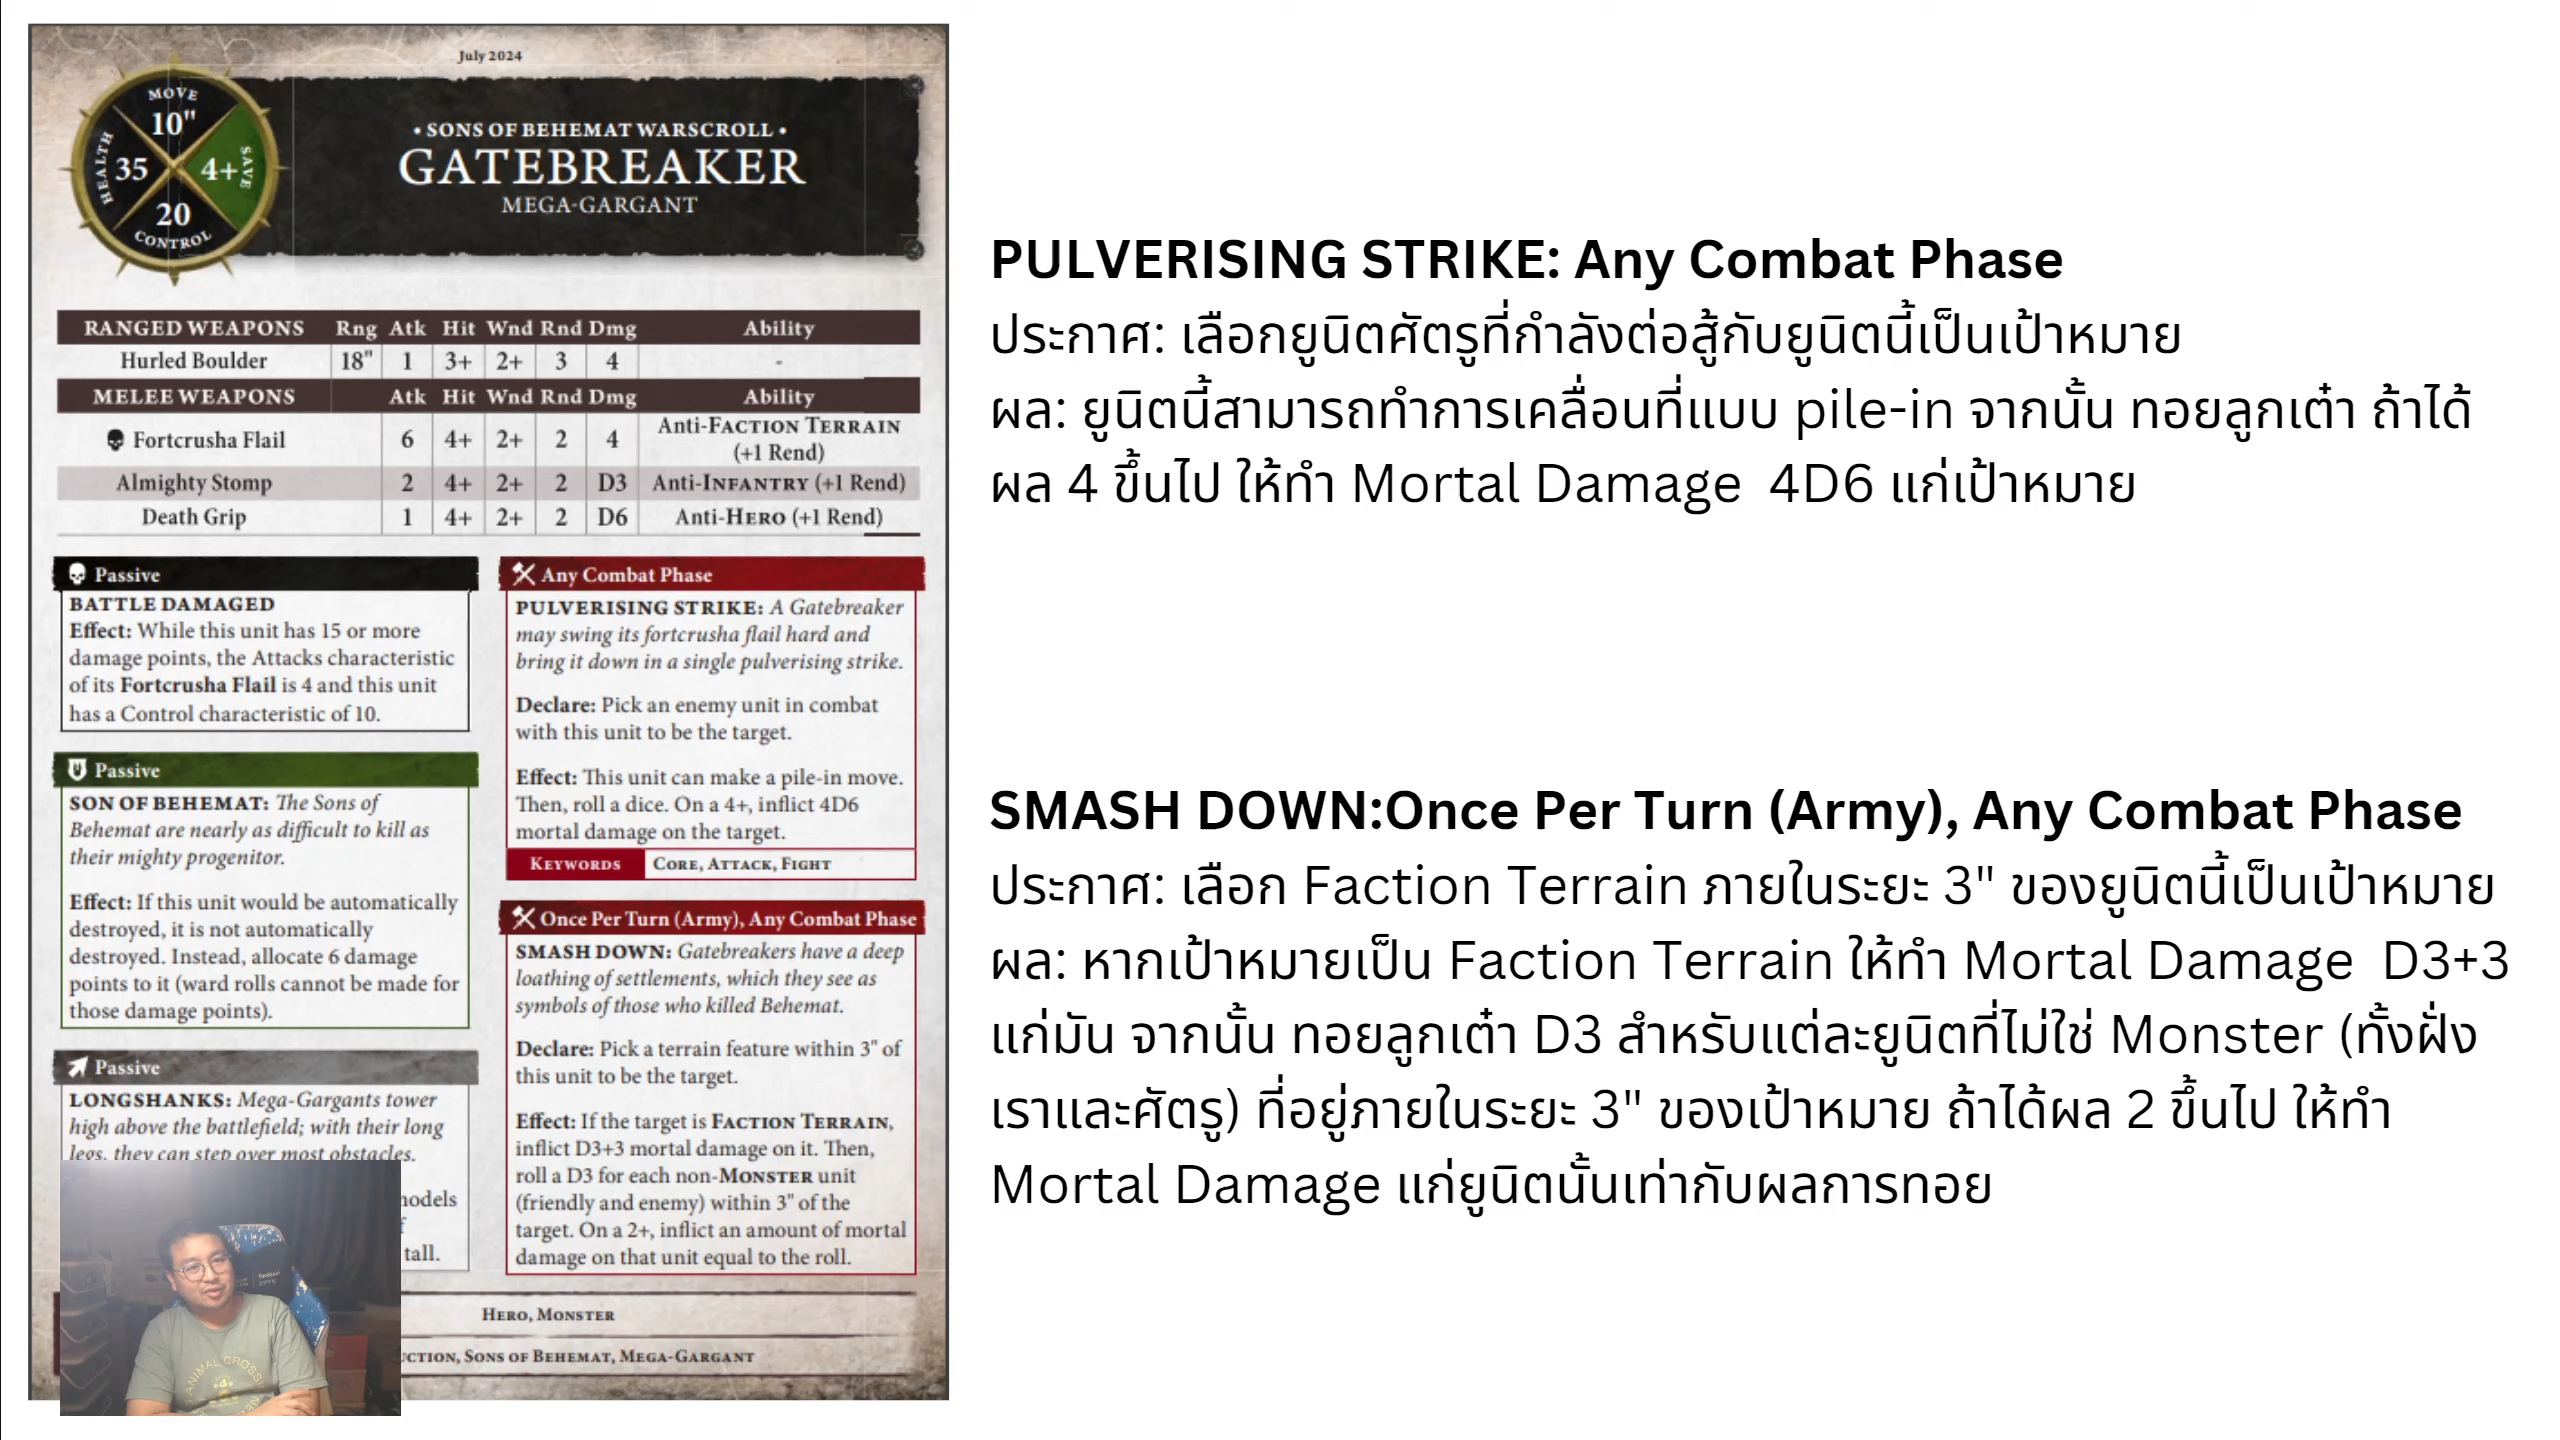 July 2024
MOVE
10"
HEALTH
35
4+
SAVE
20
CONTROL
• SONS OF BEHEMAT WARSCROLL •
GATEBREAKER
MEGA-GARGANT
RANGED WEAPONS Rng Atk Hit Wnd Rnd Dmg Ability
Hurled Boulder 18" 1 3+ 2+ 3 4 -
MELEE WEAPONS Atk Hit Wnd Rnd Dmg Ability
Fortcrusha Flail 6 4+ 2+ 2 4 Anti-FACTION TERRAIN
(+1 Rend)
Almighty Stomp 2 4+ 2+ 2 D3 Anti-INFANTRY (+1 Rend)
Death Grip 1 4+ 2+ 2 D6 Anti-HERO (+1 Rend)
Passive
BATTLE DAMAGED
Effect: While this unit has 15 or more
damage points, the Attacks characteristic
of its Fortcrusha Flail is 4 and this unit
has a Control characteristic of 10.
Passive
SON OF BEHEMAT: The Sons of
Behemat are nearly as difficult to kill as
their mighty progenitor.
Effect: If this unit would be automatically
destroyed, it is not automatically
destroyed. Instead, allocate 6 damage
points to it (ward rolls cannot be made for
those damage points).
Passive
LONGSHANKS: Mega-Gargants tower
high above the battlefield; with their long
legs, they can step over most obstacles.
tall.
Any Combat Phase
PULVERISING STRIKE: A Gatebreaker
may swing its fortcrusha flail hard and
bring it down in a single pulverising strike.
Declare: Pick an enemy unit in combat
with this unit to be the target.
Effect: This unit can make a pile-in move.
Then, roll a dice. On a 4+, inflict 4D6
mortal damage on the target.
KEYWORDS CORE, ATTACK, FIGHT
Once Per Turn (Army), Any Combat Phase
SMASH DOWN: Gatebreakers have a deep
loathing of settlements, which they see as
symbols of those who killed Behemat.
Declare: Pick a terrain feature within 3" of
this unit to be the target.
Effect: If the target is FACTION TERRAIN,
inflict D3+3 mortal damage on it. Then,
roll a D3 for each non-MONSTER unit
(friendly and enemy) within 3" of the
target. On a 2+, inflict an amount of mortal
damage on that unit equal to the roll.
HERO, MONSTER
SONS OF BEHEMAT, MEGA-GARGANT
ANIMAL CROSSI
PULVERISING STRIKE: Any Combat Phase
ประกาศ: เลือกยูนิตศัตรูที่กำลังต่อสู้กับยูนิตนี้เป็นเป้าหมาย
ผล: ยูนิตนี้สามารถทำการเคลื่อนที่แบบ pile-in จากนั้น ทอยลูกเต๋า ถ้าได้
ผล 4 ขึ้นไป ให้ทำ Mortal Damage 4D6 แก่เป้าหมาย
SMASH DOWN:Once Per Turn (Army), Any Combat Phase
ประกาศ: เลือก Faction Terrain ภายในระยะ 3" ของยูนิตนี้เป็นเป้าหมาย
ผล: หากเป้าหมายเป็น Faction Terrain ให้ทำ Mortal Damage D3+3
แก่มัน จากนั้น ทอยลูกเต๋า D3 สำหรับแต่ละยูนิตที่ไม่ใช่ Monster (ทั้งฝั่ง
เราและศัตรู) ที่อยู่ภายในระยะ 3" ของเป้าหมาย ถ้าได้ผล 2 ขึ้นไป ให้ทำ
Mortal Damage แก่ยูนิตนั้นเท่ากับผลการทอย